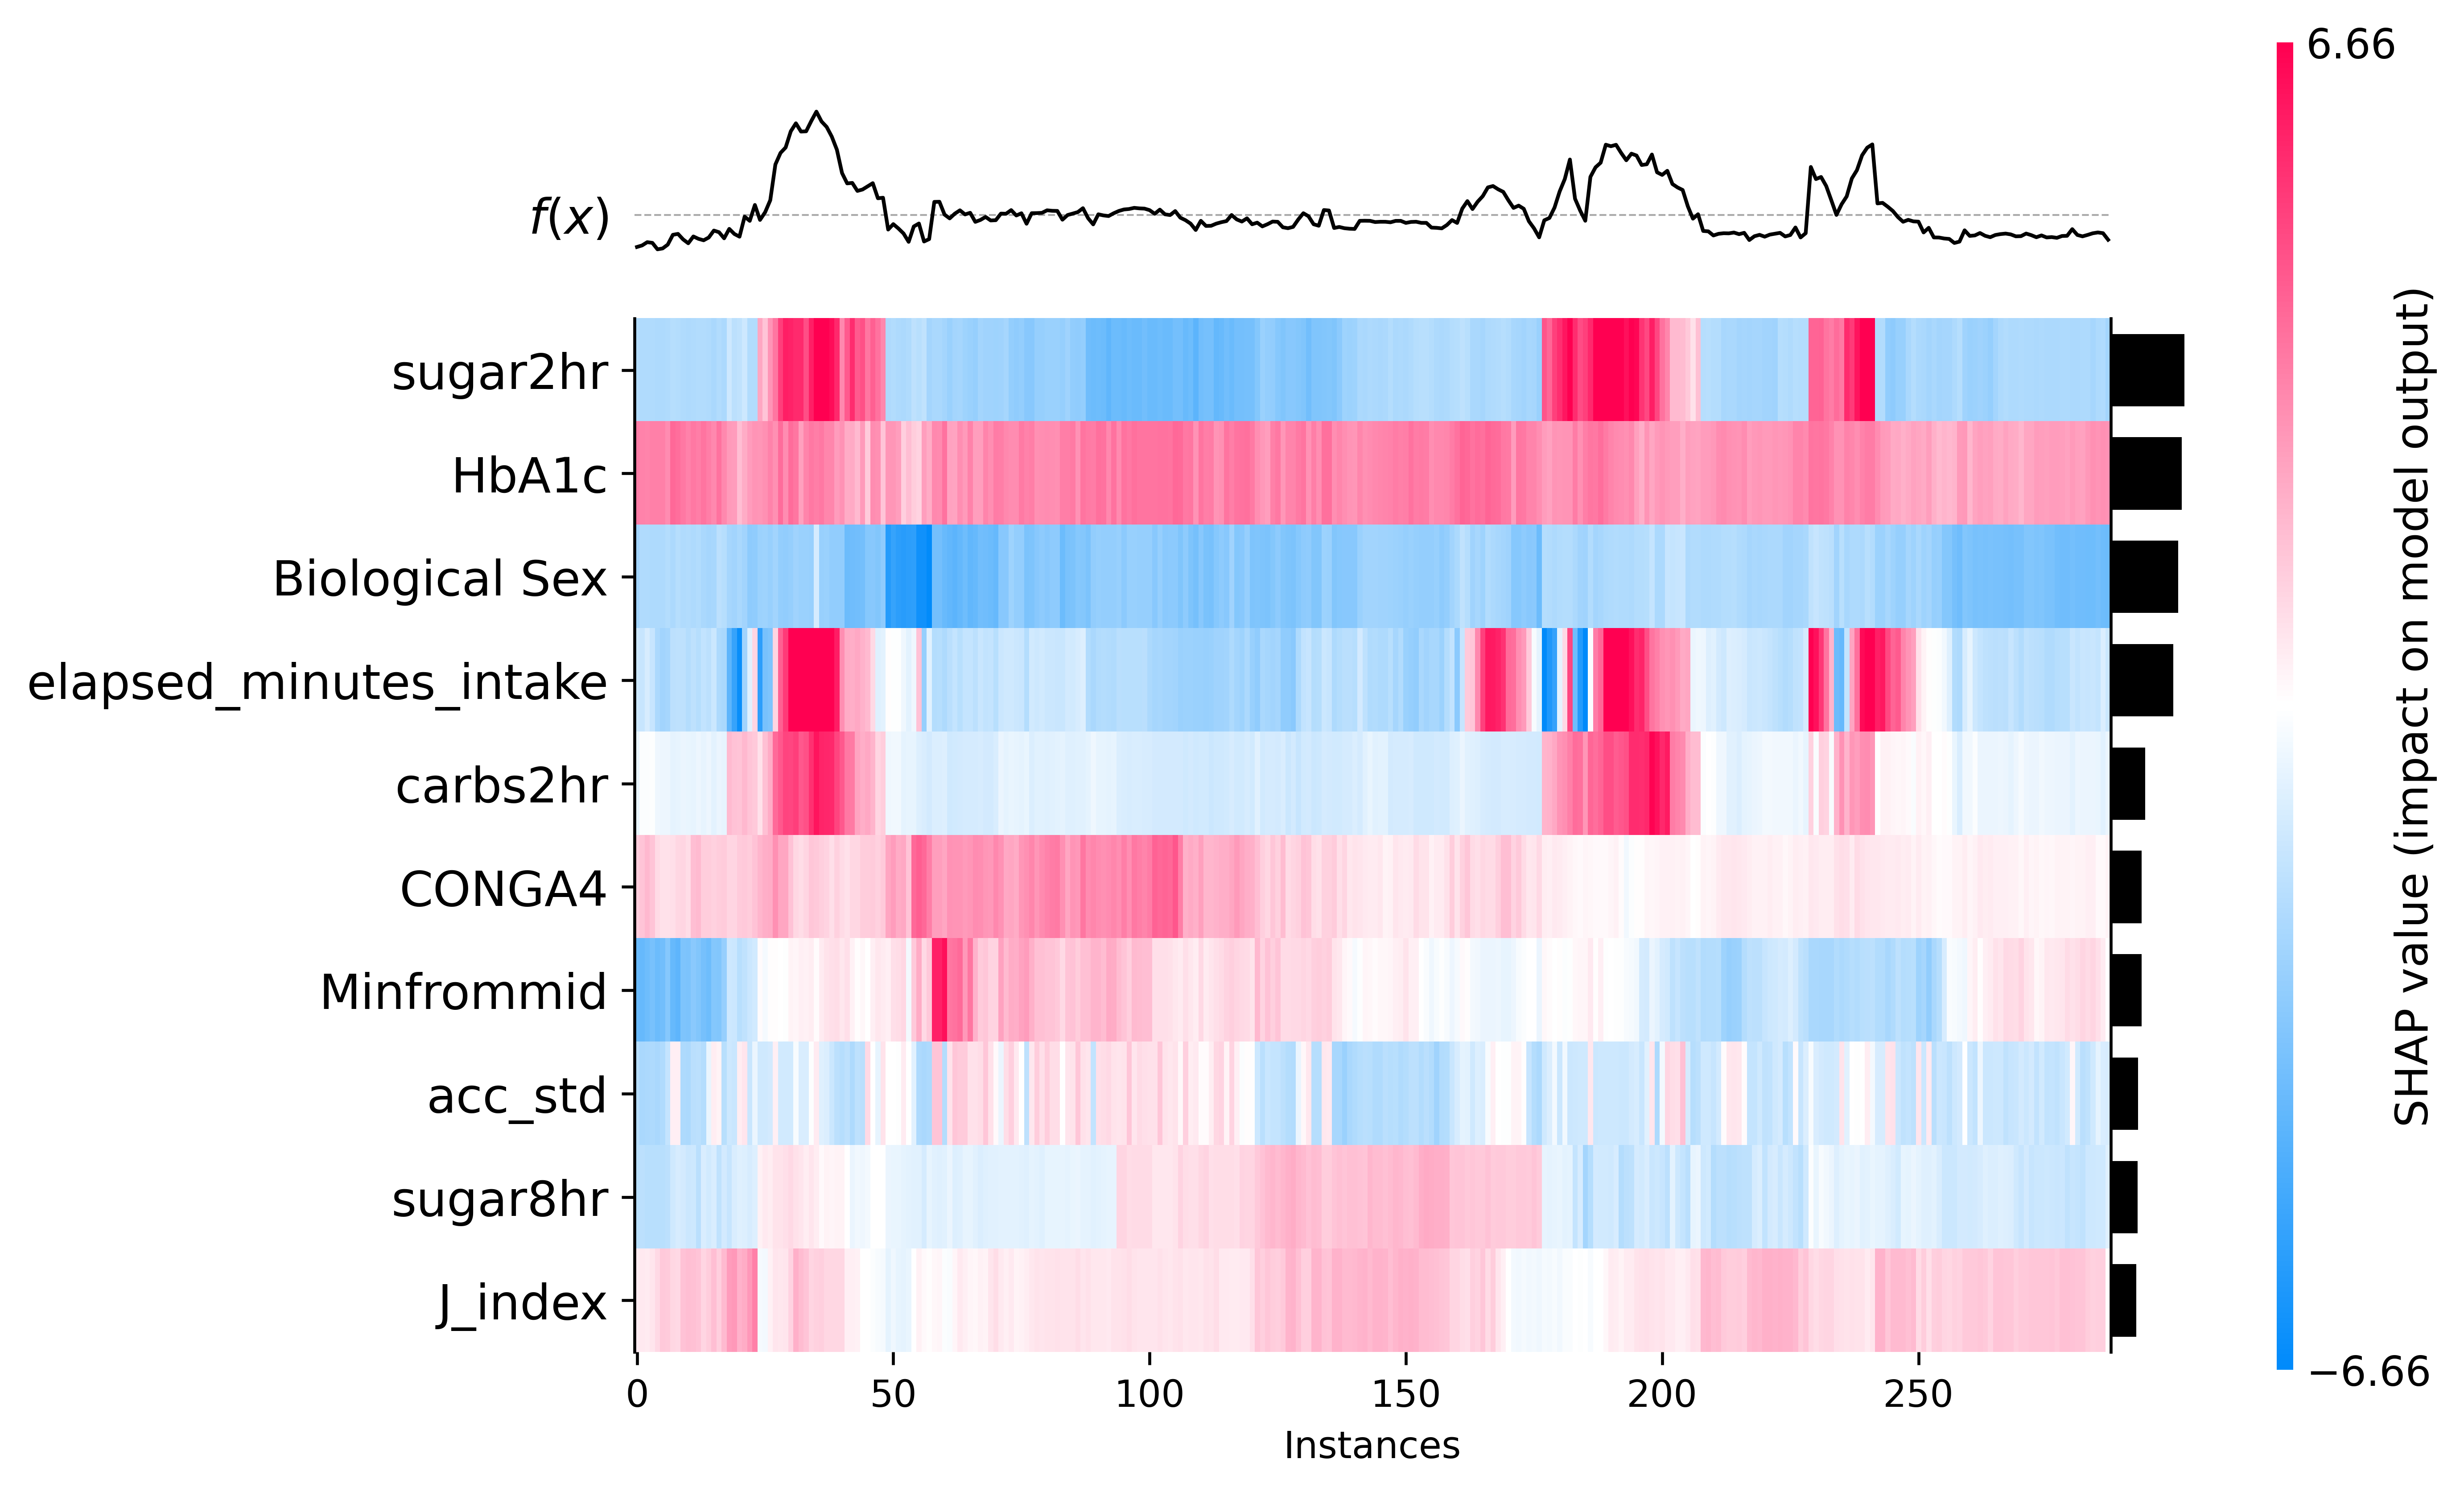 6.66
f(x)
sugar2hr
HbA1c
Biological Sex
elapsed_minutes_intake
carbs2hr
CONGA4
Minfrommid
acc_std
sugar8hr
J_index
0 50 100 150 200 250
Instances
SHAP value (impact on model output)
−6.66